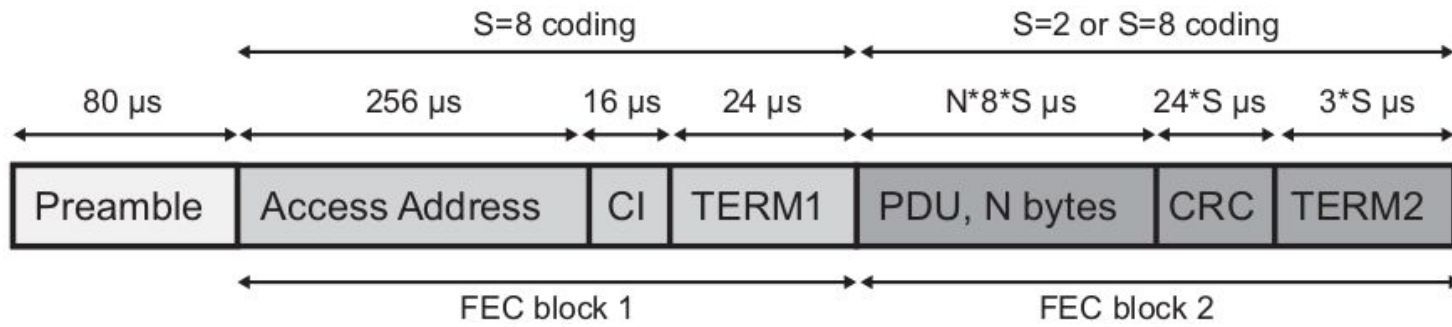 S=8 coding S=2 or S=8 coding
80 µs 256 µs 16 µs 24 µs N*8*S µs 24*S µs 3*S µs
Preamble Access Address CI TERM1 PDU, N bytes CRC TERM2
FEC block 1 FEC block 2